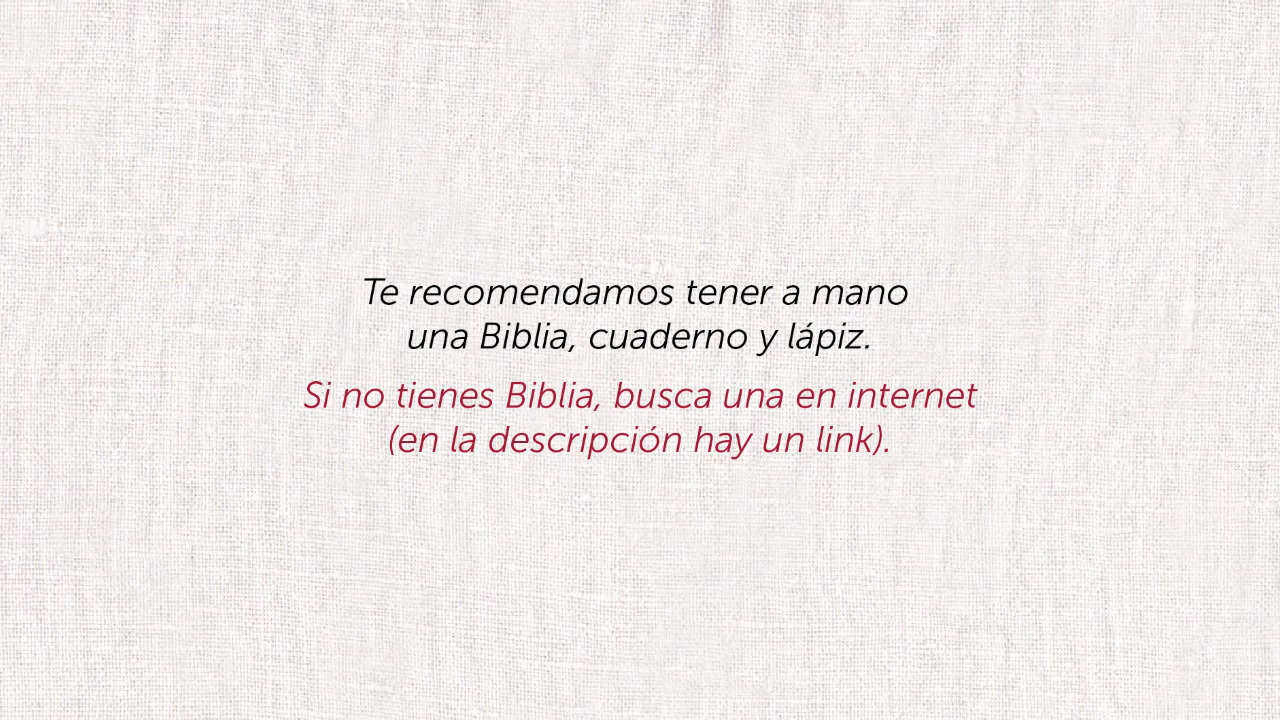 Te recomendamos tener a mano
una Biblia, cuaderno y lápiz.
Si no tienes Biblia, busca una en internet
(en la descripción hay un link).